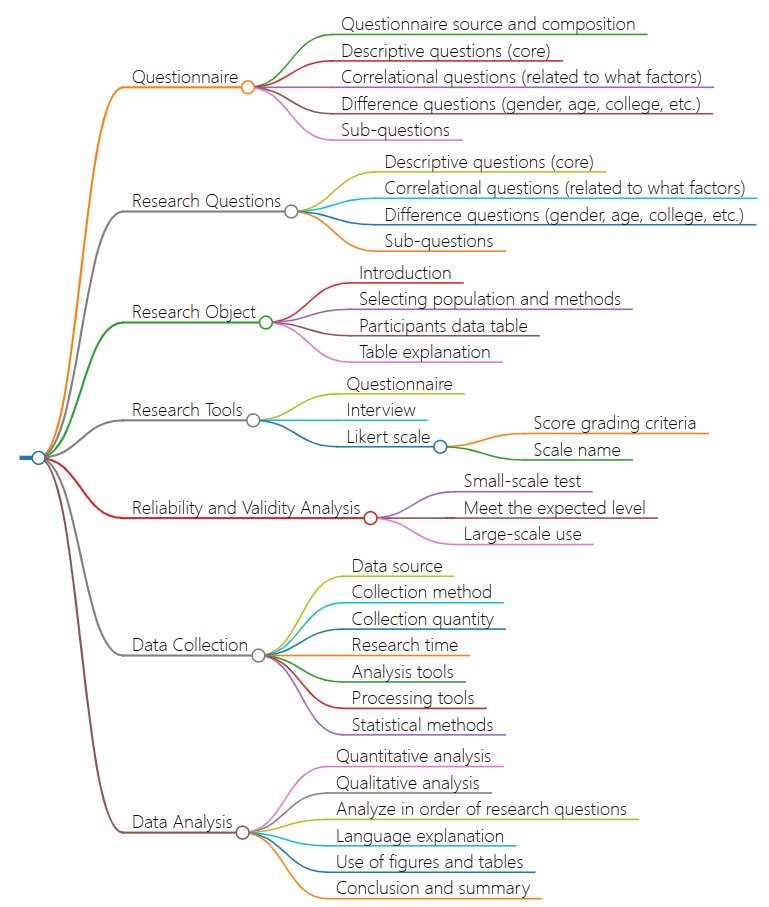 Questionnaire
Questionnaire source and composition
Descriptive questions (core)
Correlational questions (related to what factors)
Difference questions (gender, age, college, etc.)
Sub-questions
Research Questions
Descriptive questions (core)
Correlational questions (related to what factors)
Difference questions (gender, age, college, etc.)
Sub-questions
Research Object
Introduction
Selecting population and methods
Participants data table
Table explanation
Research Tools
Questionnaire
Interview
Likert scale
Score grading criteria
Scale name
Reliability and Validity Analysis
Small-scale test
Meet the expected level
Large-scale use
Data Collection
Data source
Collection method
Collection quantity
Research time
Analysis tools
Processing tools
Statistical methods
Data Analysis
Quantitative analysis
Qualitative analysis
Analyze in order of research questions
Language explanation
Use of figures and tables
Conclusion and summary